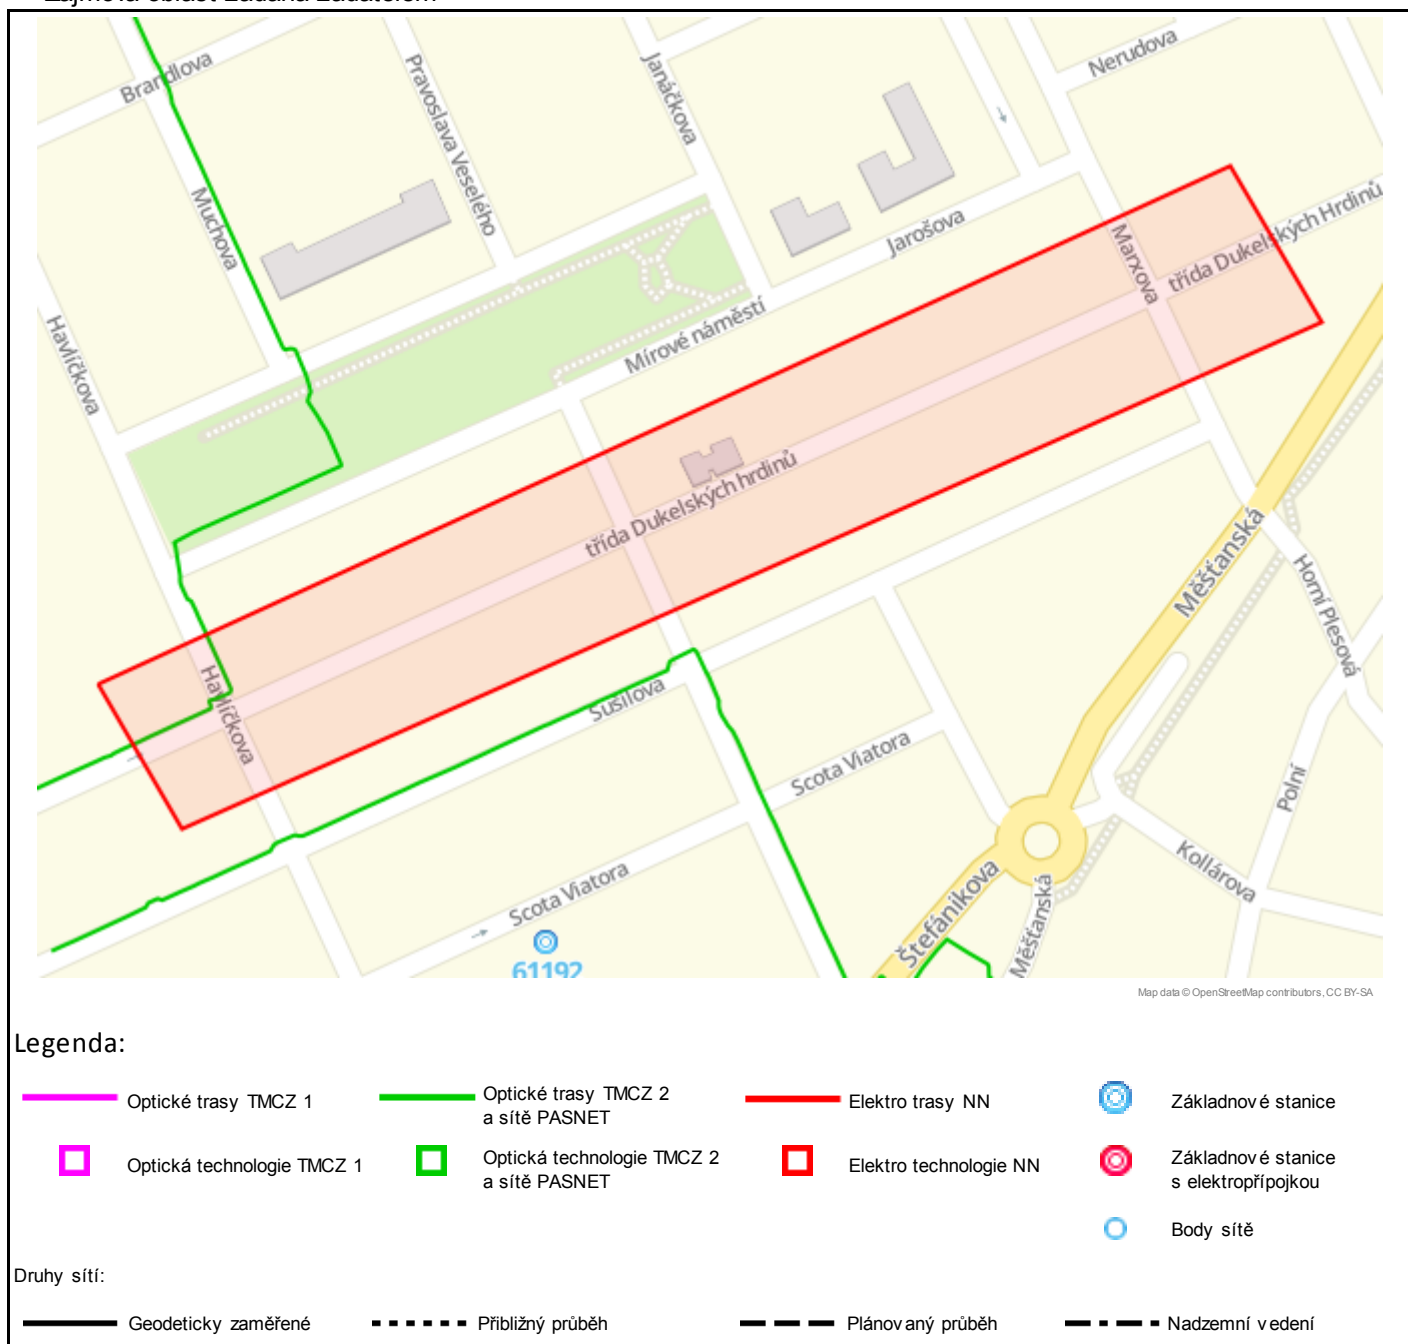 Zájmová oblast zadaná žadatelem
Brandlova
Pravoslava Veselého
Janáčkova
Nerudova
Muchova
Jarošova
Marxova
třída Dukelských Hrdinů
Havlíčkova
Mírové náměstí
třída Dukelských hrdinů
Měšťanská
Horní Plesová
Havlíčkova
Sušilova
Scota Viatora
Polní
Kollárova
Scota Viatora
Štefánikova
Měšťanská
61192
Map data © OpenStreetMap contributors, CC BY-SA
Legenda:
Optické trasy TMCZ 1
Optické trasy TMCZ 2
a sítě PASNET
Elektro trasy NN
Základnové stanice
Optická technologie TMCZ 1
Optická technologie TMCZ 2
a sítě PASNET
Elektro technologie NN
Základnové stanice
s elektropřípojkou
Body sítě
Druhy sítí:
Geodeticky zaměřené
Přibližný průběh
Plánovaný průběh
Nadzemní vedení